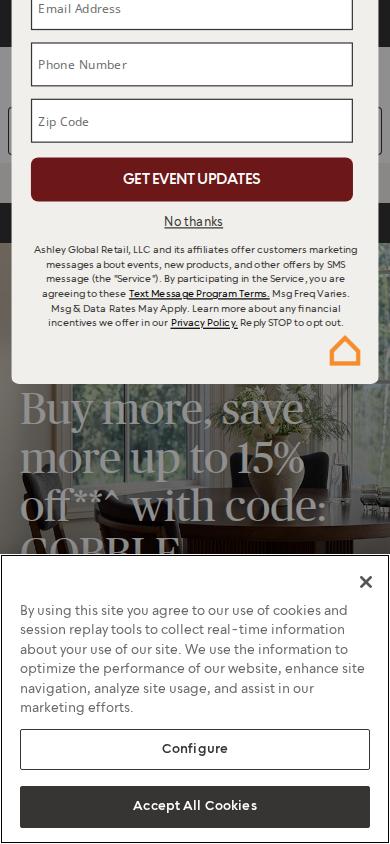 Email Address
Phone Number
Zip Code
GET EVENT UPDATES
No thanks
Ashley Global Retail, LLC and its affiliates offer customers marketing
messages about events, new products, and other offers by SMS
message (the "Service"). By participating in the Service, you are
agreeing to these Text Message Program Terms. Msg Freq Varies.
Msg & Data Rates May Apply. Learn more about any financial
incentives we offer in our Privacy Policy. Reply STOP to opt out.
Buy more, save
more up to 15%
off**^ with code:
GOBBLE
By using this site you agree to our use of cookies and
session replay tools to collect real-time information
about your use of our site. We use the information to
optimize the performance of our website, enhance site
navigation, analyze site usage, and assist in our
marketing efforts.
Configure
Accept All Cookies